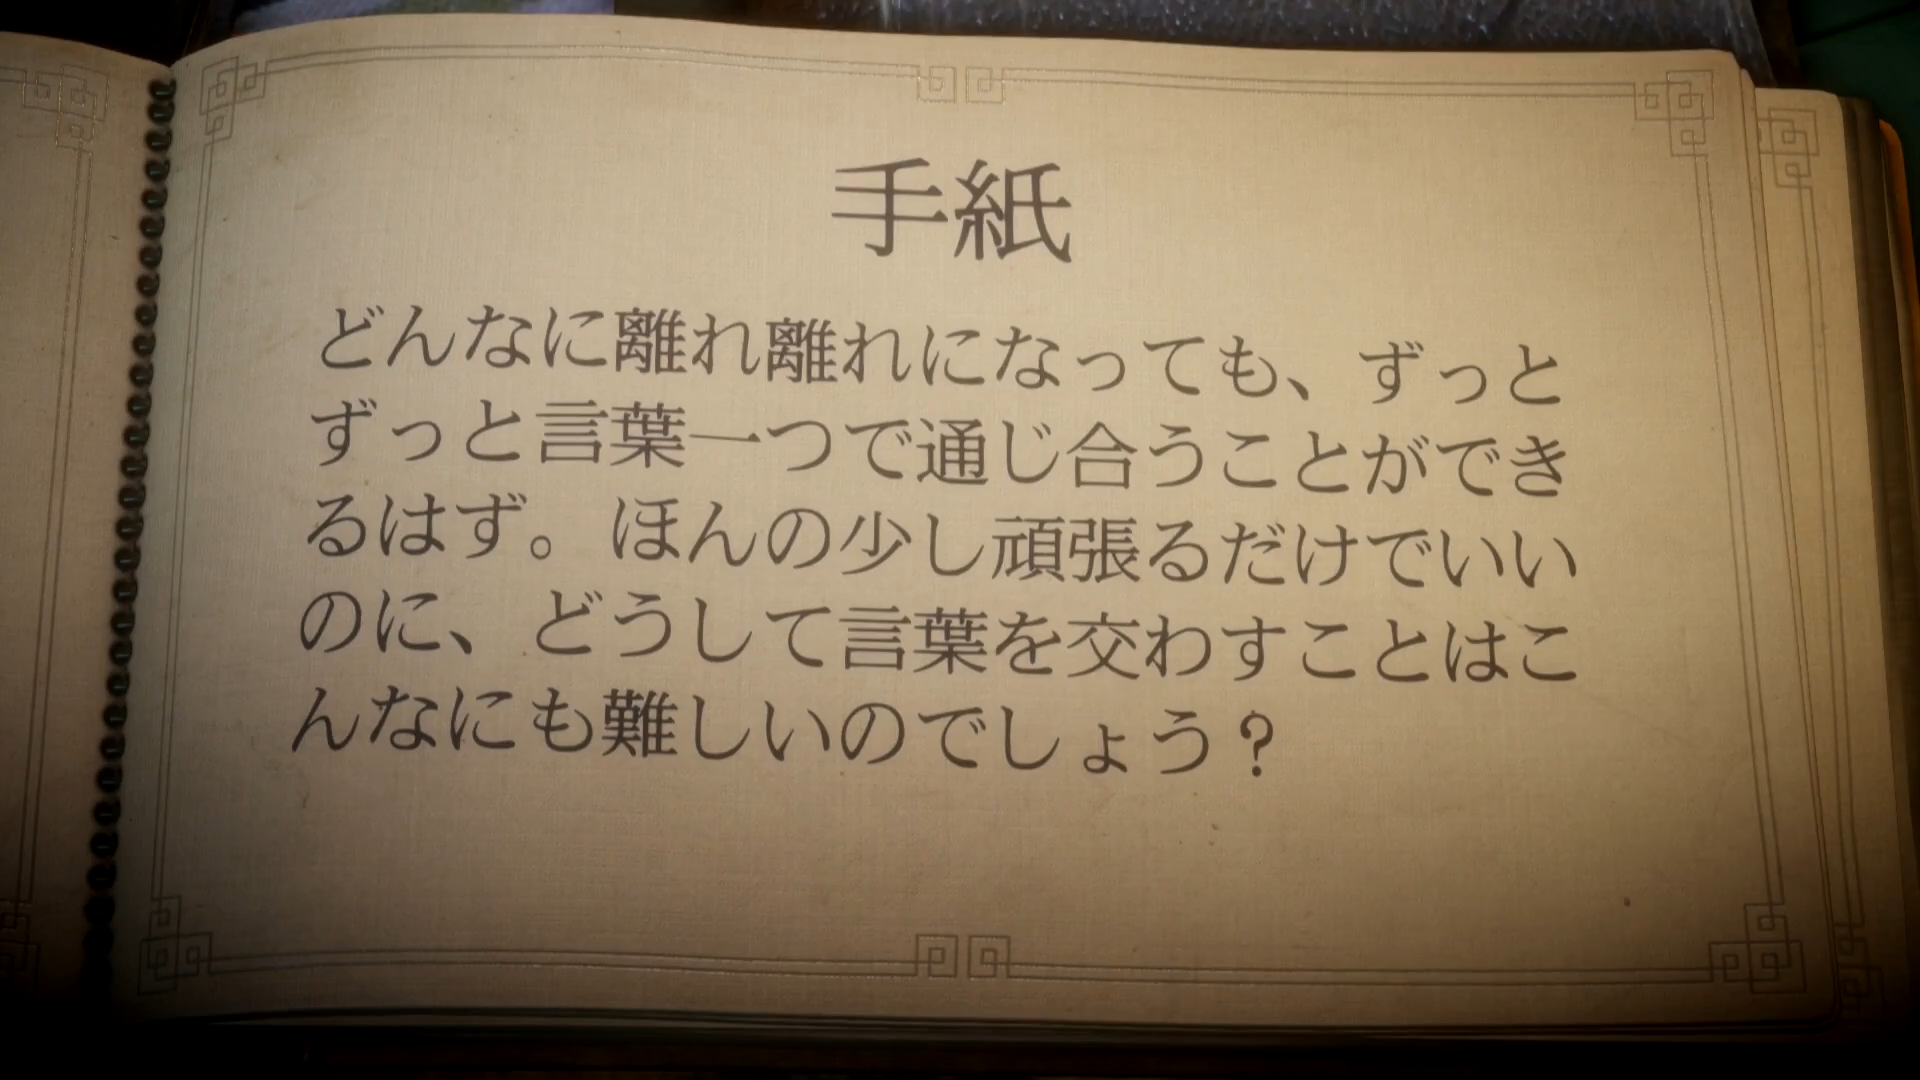 手紙
どんなに離れ離れになっても、ずっと
ずっと言葉一つで通じ合うことができ
るはず。ほんの少し頑張るだけでいい
のに、どうして言葉を交わすことはこ
んなにも難しいのでしょう？